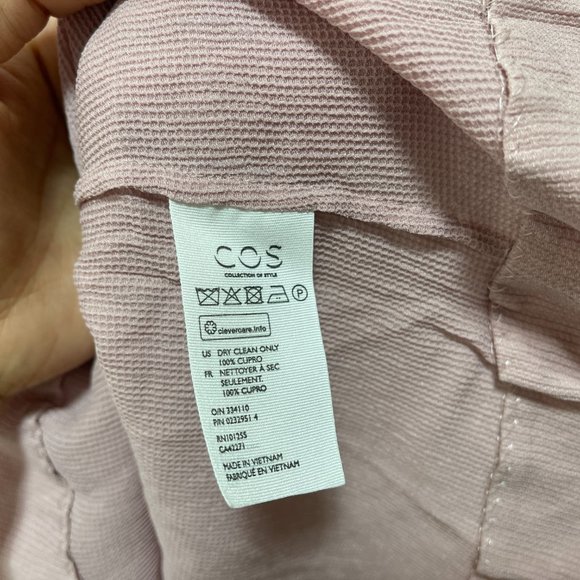 COS
COLLECTION OF STYLE
P
clevercare.info
US DRY CLEAN ONLY
100% CUPRO
FR NETTOYER À SEC
SEULEMENT.
100% CUPRO
O/N 334110
P/N 0232951 4
RN101255
CA42271
MADE IN VIETNAM
FABRIQUÉ EN VIETNAM